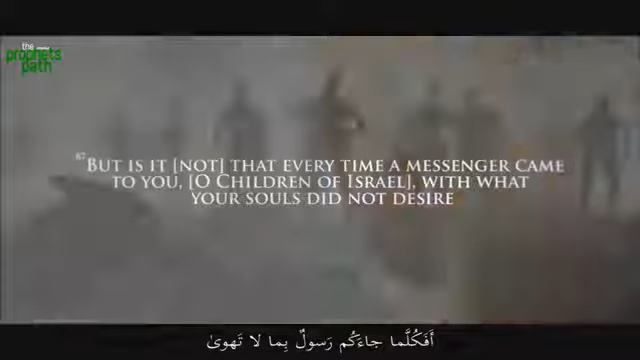 the
prophets
path
87
BUT IS IT [NOT] THAT EVERY TIME A MESSENGER CAME
TO YOU, [O CHILDREN OF ISRAEL], WITH WHAT
YOUR SOULS DID NOT DESIRE
أَفَكُلَّما جاءَكُم رَسولٌ بِما لا تَهوىٰ